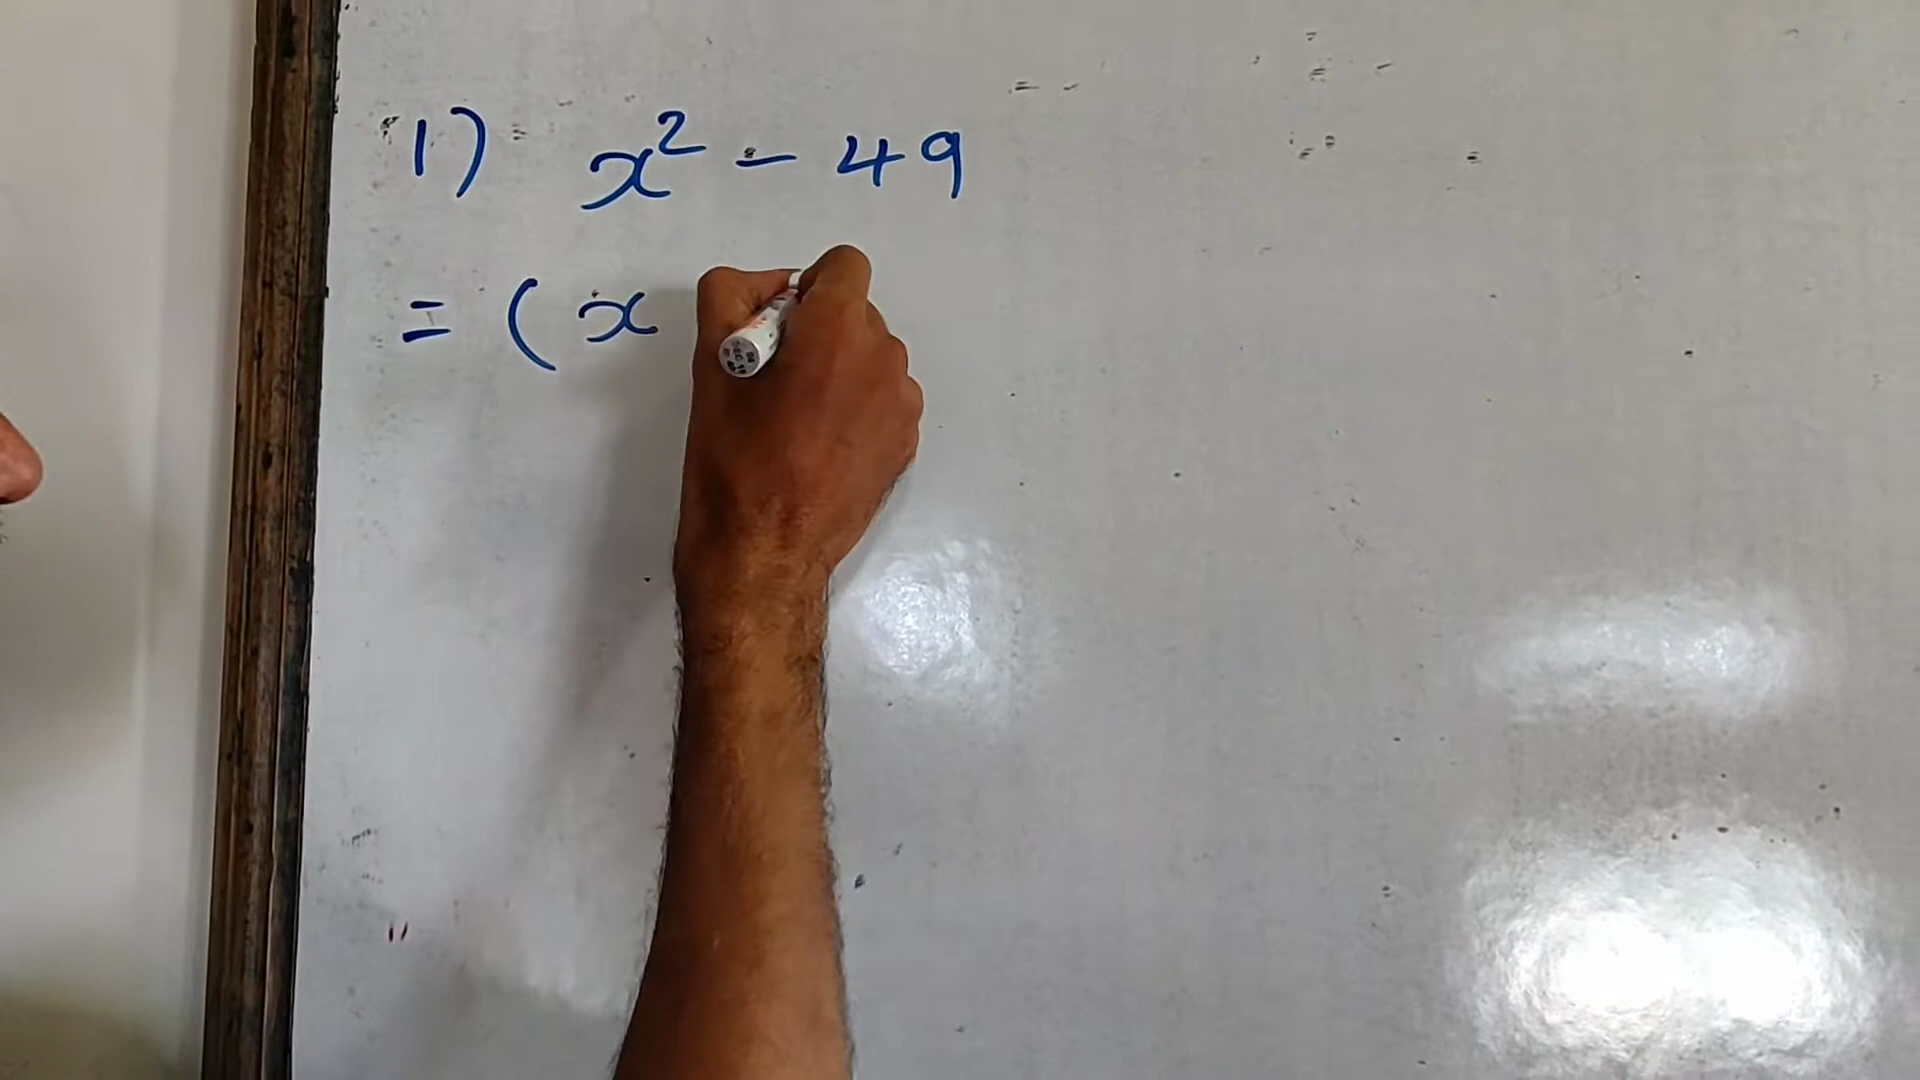 1) x² - 49
= ( x